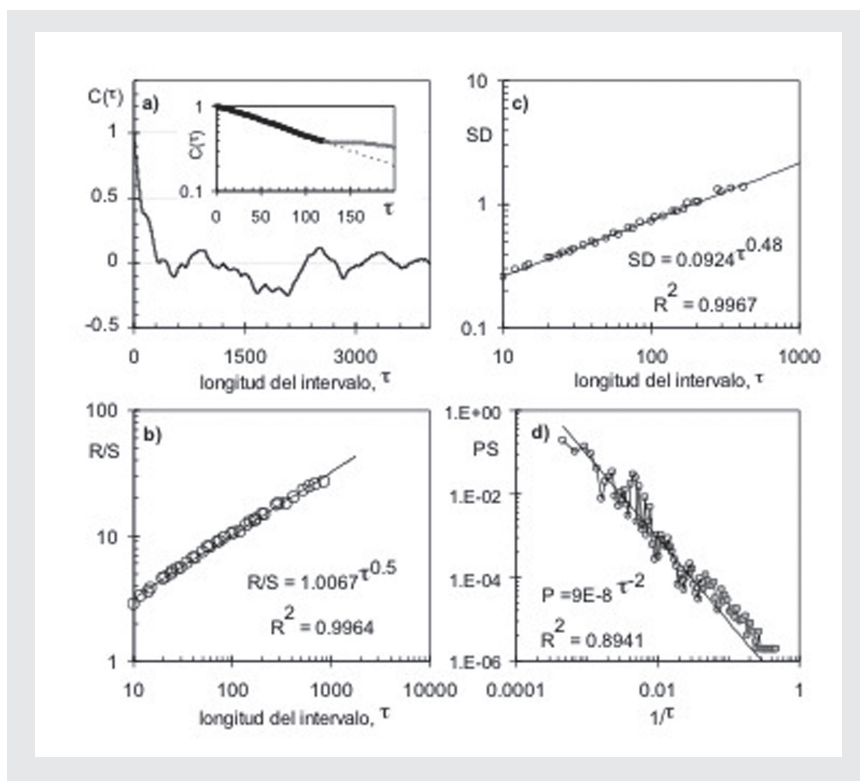 C(τ)
a)
1
0.5
0
-0.5
0
1500
3000
longitud del intervalo, τ
C(τ)
1
0.1
0
50
100
150
τ
c)
SD
10
1
0.1
10
100
1000
SD = 0.0924τ^0.48
R^2 = 0.9967
longitud del intervalo, τ
b)
R/S
100
10
1
10
100
1000
10000
R/S = 1.0067τ^0.5
R^2 = 0.9964
longitud del intervalo, τ
d)
PS
1.E+00
1.E-02
1.E-04
1.E-06
0.0001
0.01
1
P =9E-8 τ^-2
R^2 = 0.8941
1/τ